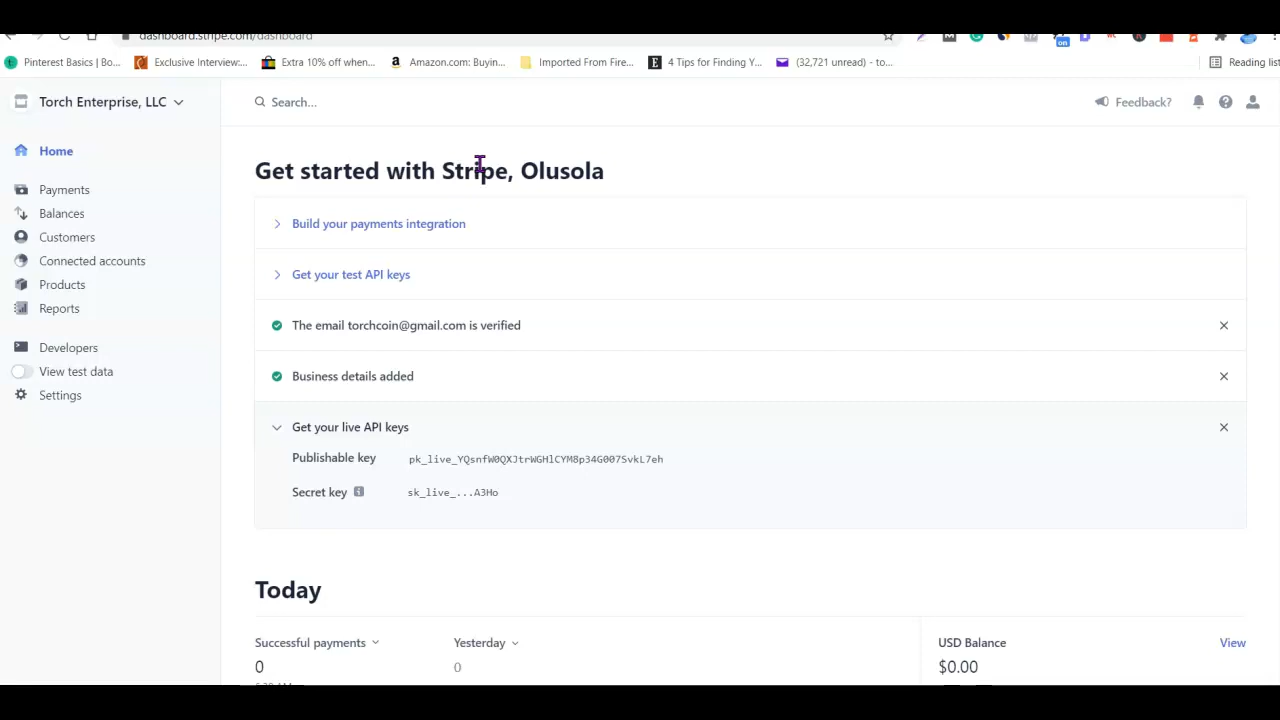 dashboard.stripe.com/dashboard
Pinterest Basics | Bo... Exclusive Interview:... Extra 10% off when... Amazon.com: Buyin... Imported From Fire... 4 Tips for Finding Y... (32,721 unread) - to... Reading list
on
Torch Enterprise, LLC
Search...
Feedback?
Home
Payments
Balances
Customers
Connected accounts
Products
Reports
Developers
View test data
Settings
Get started with Stripe, Olusola
Build your payments integration
Get your test API keys
The email torchcoin@gmail.com is verified
Business details added
Get your live API keys
Publishable key pk_live_YQsnfW0QXJtrWGHlCYM8p34G007SvkL7eh
Secret key sk_live_...A3Ho
Today
Successful payments Yesterday
0 0
USD Balance View
$0.00